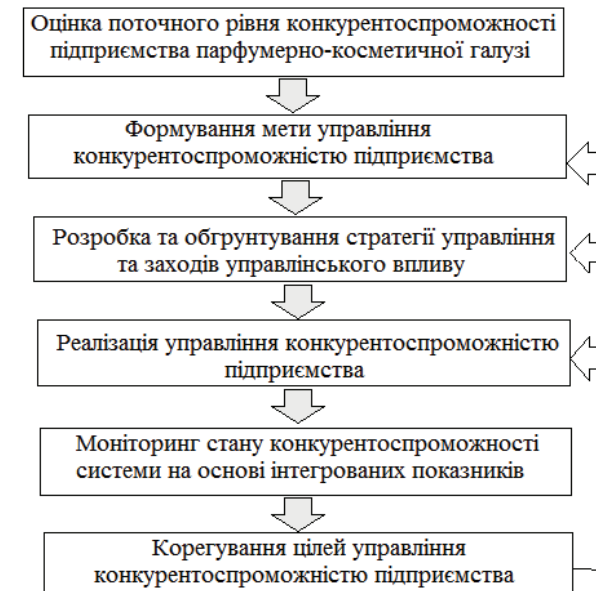 Оцінка поточного рівня конкурентоспроможності
підприємства парфумерно-косметичної галузі
Формування мети управління
конкурентоспроможністю підприємства
Розробка та обгрунтування стратегії управління
та заходів управлінського впливу
Реалізація управління конкурентоспроможністю
підприємства
Моніторинг стану конкурентоспроможності
системи на основі інтегрованих показників
Корегування цілей управління
конкурентоспроможністю підприємства